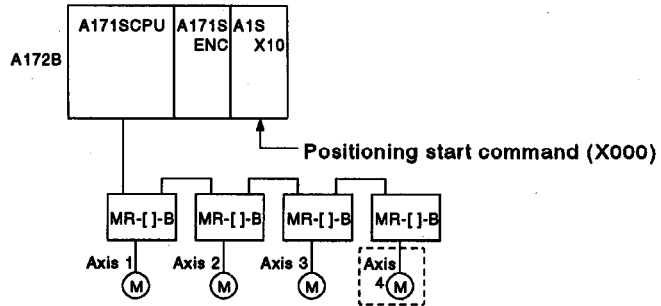 A171SCPU A171S A1S
ENC X10
A172B
Positioning start command (X000)
MR-[ ]-B MR-[ ]-B MR-[ ]-B MR-[ ]-B
Axis 1 Axis 2 Axis 3 Axis
4
M M M M